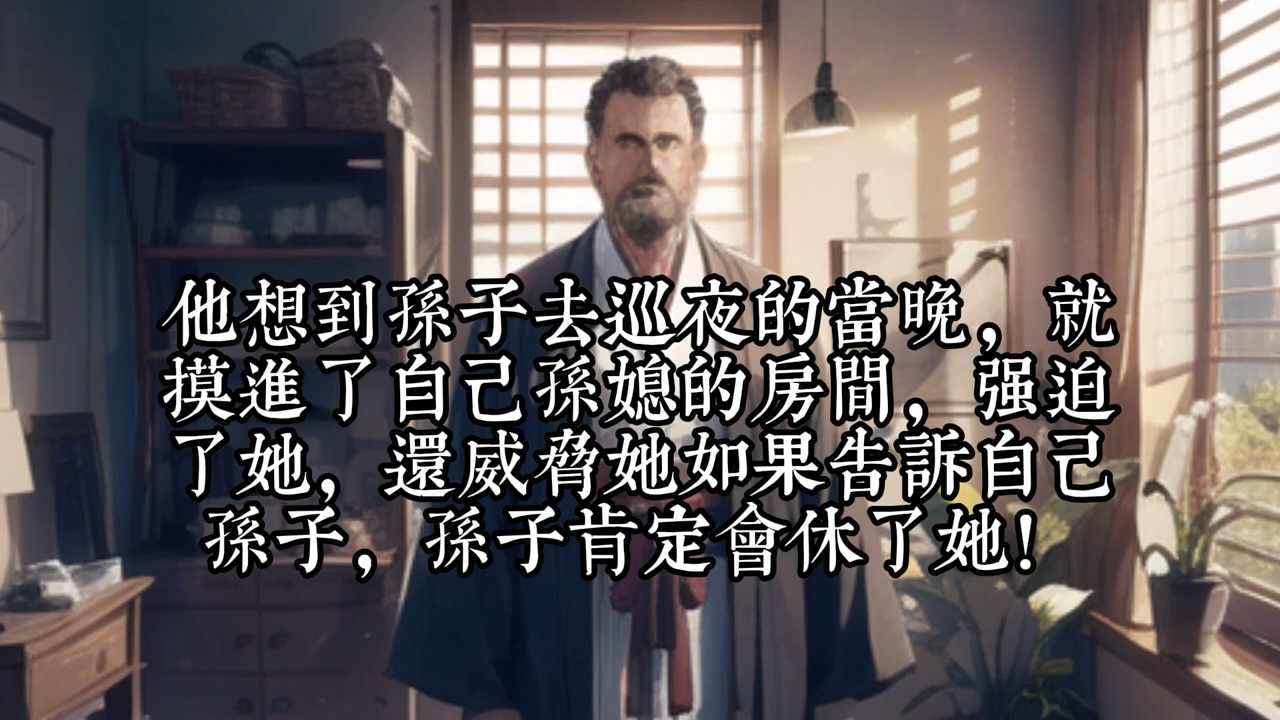 他想到孫子去巡夜的當晚，就
摸進了自己孫媳的房間，强迫
了她，還威脅她如果告訴自己
孫子，孫子肯定會休了她！